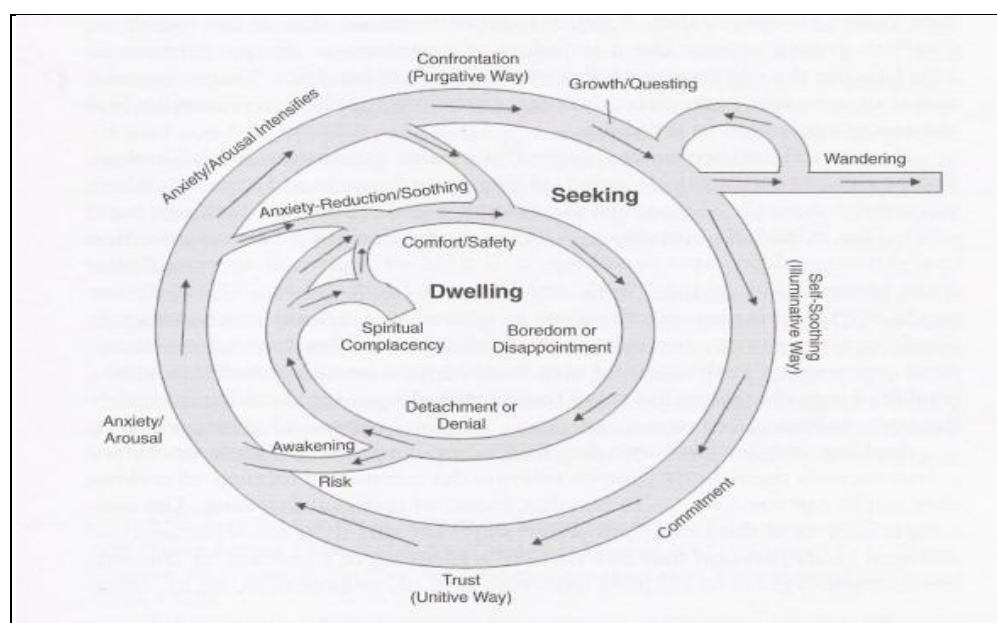 Confrontation
(Purgative Way)
Growth/Questing
Anxiety/Arousal Intensifies
Wandering
Anxiety-Reduction/Soothing
Seeking
Comfort/Safety
Dwelling
Self-Soothing
(Illuminative Way)
Spiritual
Complacency
Boredom or
Disappointment
Detachment or
Denial
Anxiety/
Arousal
Awakening
Risk
Commitment
Trust
(Unitive Way)